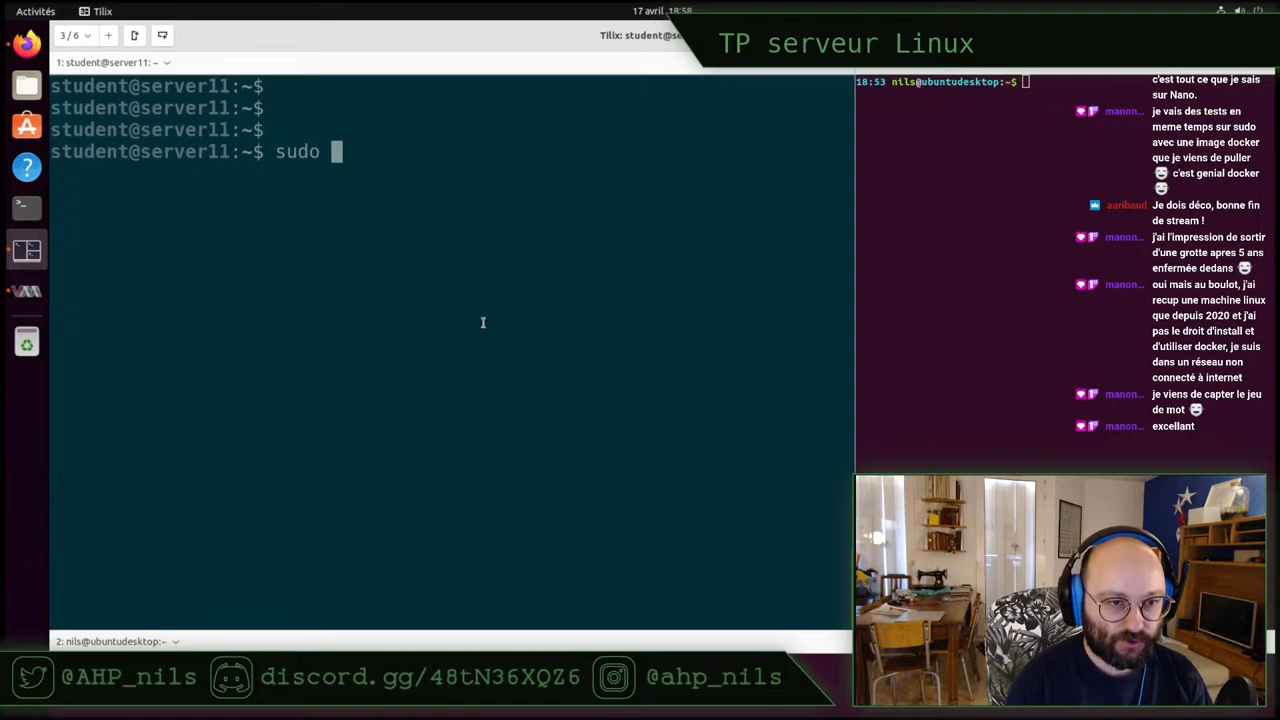 Activités
Tilix
17 avril 18:58
TP serveur Linux
3/6
Tilix: student@se
1: student@server11: ~
student@server11:~$
student@server11:~$
student@server11:~$
student@server11:~$ sudo
18:53 nils@ubuntudesktop:~$
c'est tout ce que je sais
sur Nano.
manon... je vais des tests en
meme temps sur sudo
avec une image docker
que je viens de puller
c'est genial docker
aaribaud Je dois déco, bonne fin
de stream !
manon... j'ai l'impression de sortir
d'une grotte apres 5 ans
enfermée dedans
manon... oui mais au boulot, j'ai
recup une machine linux
que depuis 2020 et j'ai
pas le droit d'install et
d'utiliser docker, je suis
dans un réseau non
connecté à internet
manon... je viens de capter le jeu
de mot
manon... excellant
2: nils@ubuntudesktop:~
@AHP_nils
discord.gg/48tN36XQZ6
@ahp_nils